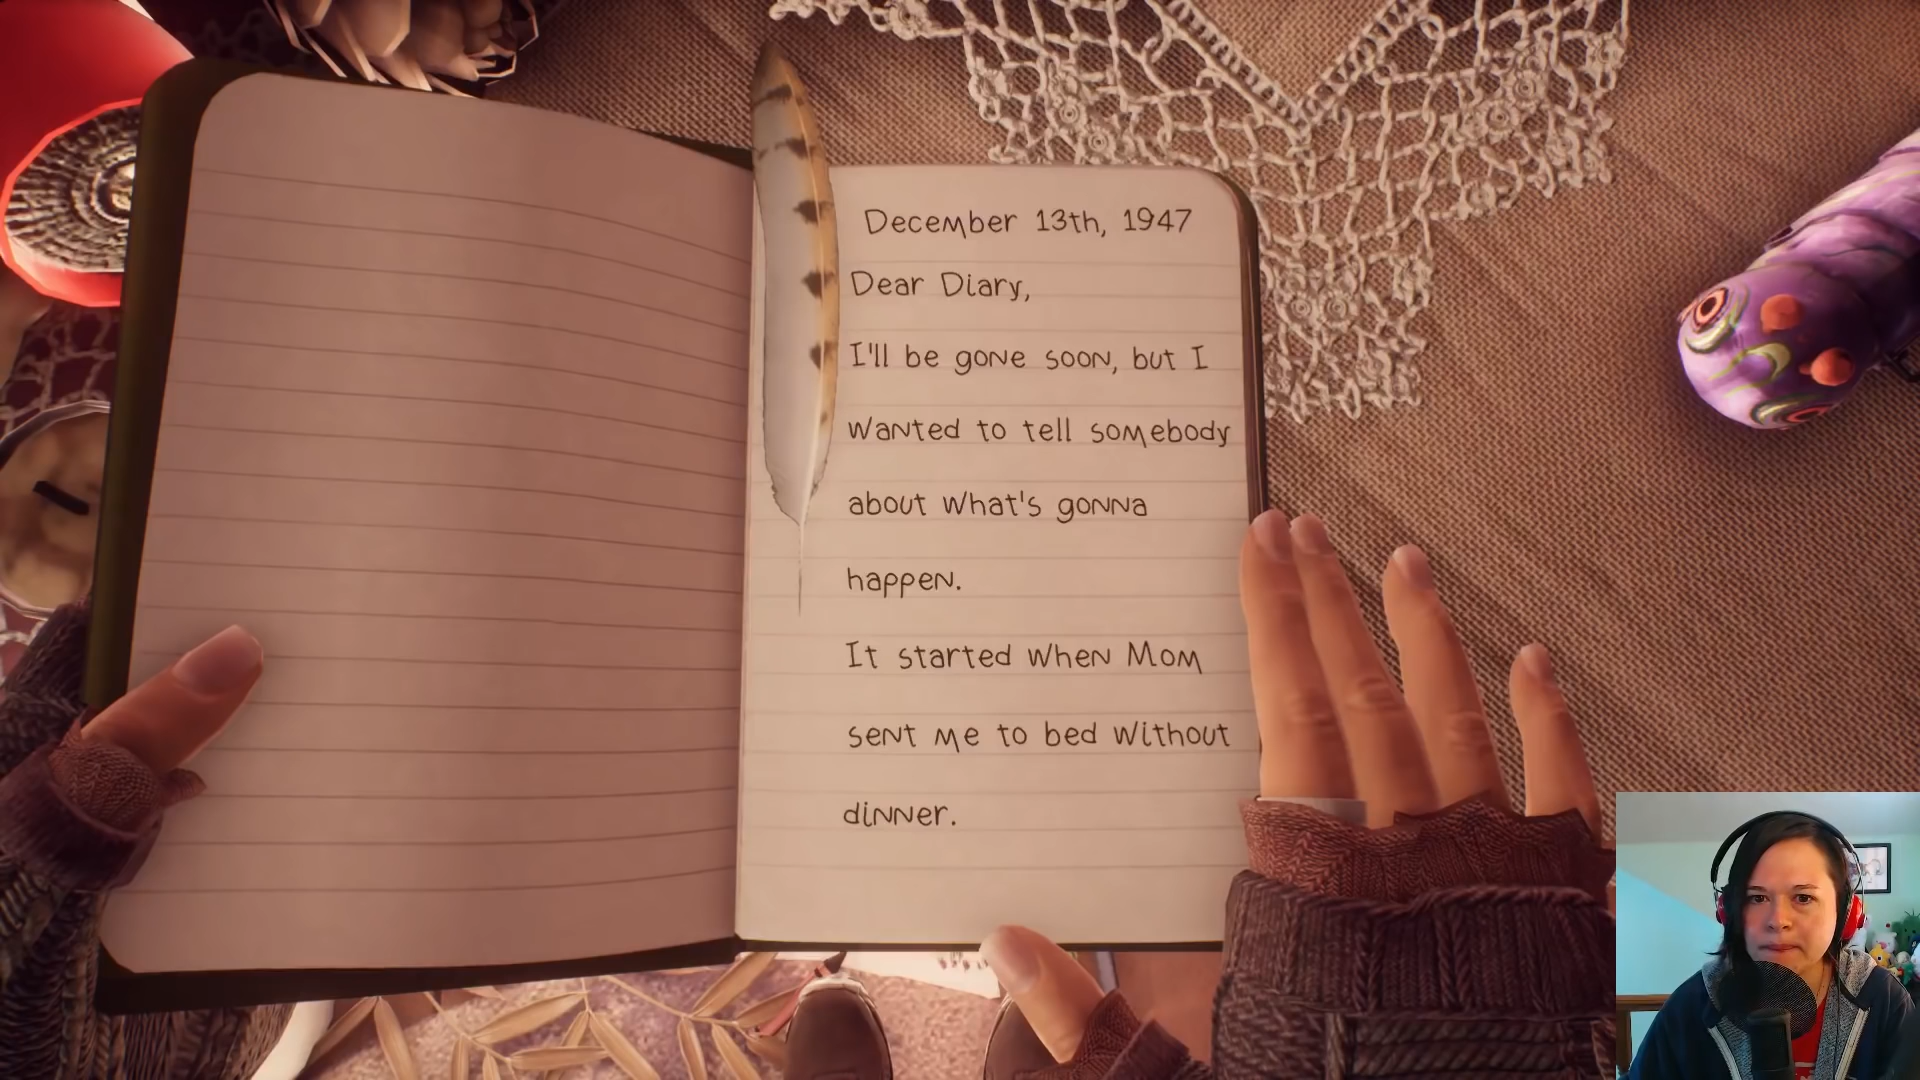 December 13th, 1947
Dear Diary,
I'll be gone soon, but I
wanted to tell somebody
about what's gonna
happen.
It started when Mom
sent me to bed without
dinner.